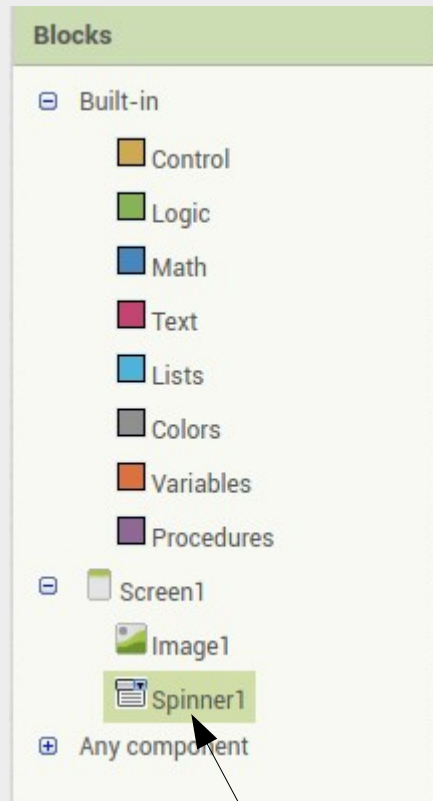 Blocks
Built-in
Control
Logic
Math
Text
Lists
Colors
Variables
Procedures
Screen1
Image1
Spinner1
Any component